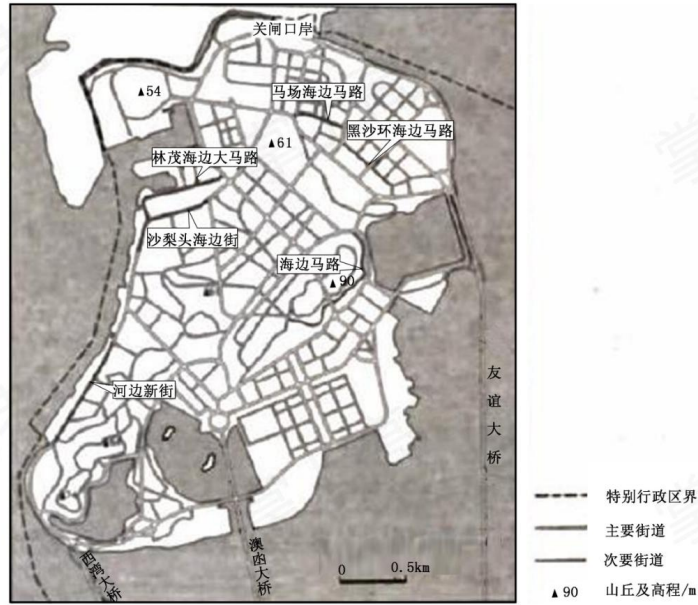 关闸口岸
▲54
马场海边马路
▲61
黑沙环海边马路
林茂海边大马路
沙梨头海边街
海边马路
▲90
河边新街
友谊大桥
西湾大桥
澳凼大桥
0 0.5km
特别行政区界
主要街道
次要街道
▲90 山丘及高程/m